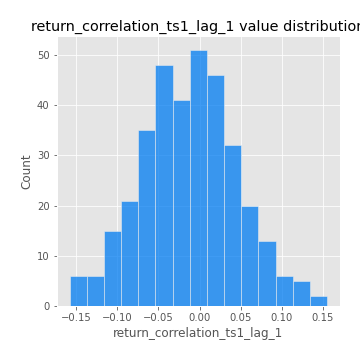 return_correlation_ts1_lag_1 value distribution
50
40
30
20
10
0
Count
−0.15 −0.10 −0.05 0.00 0.05 0.10 0.15
return_correlation_ts1_lag_1